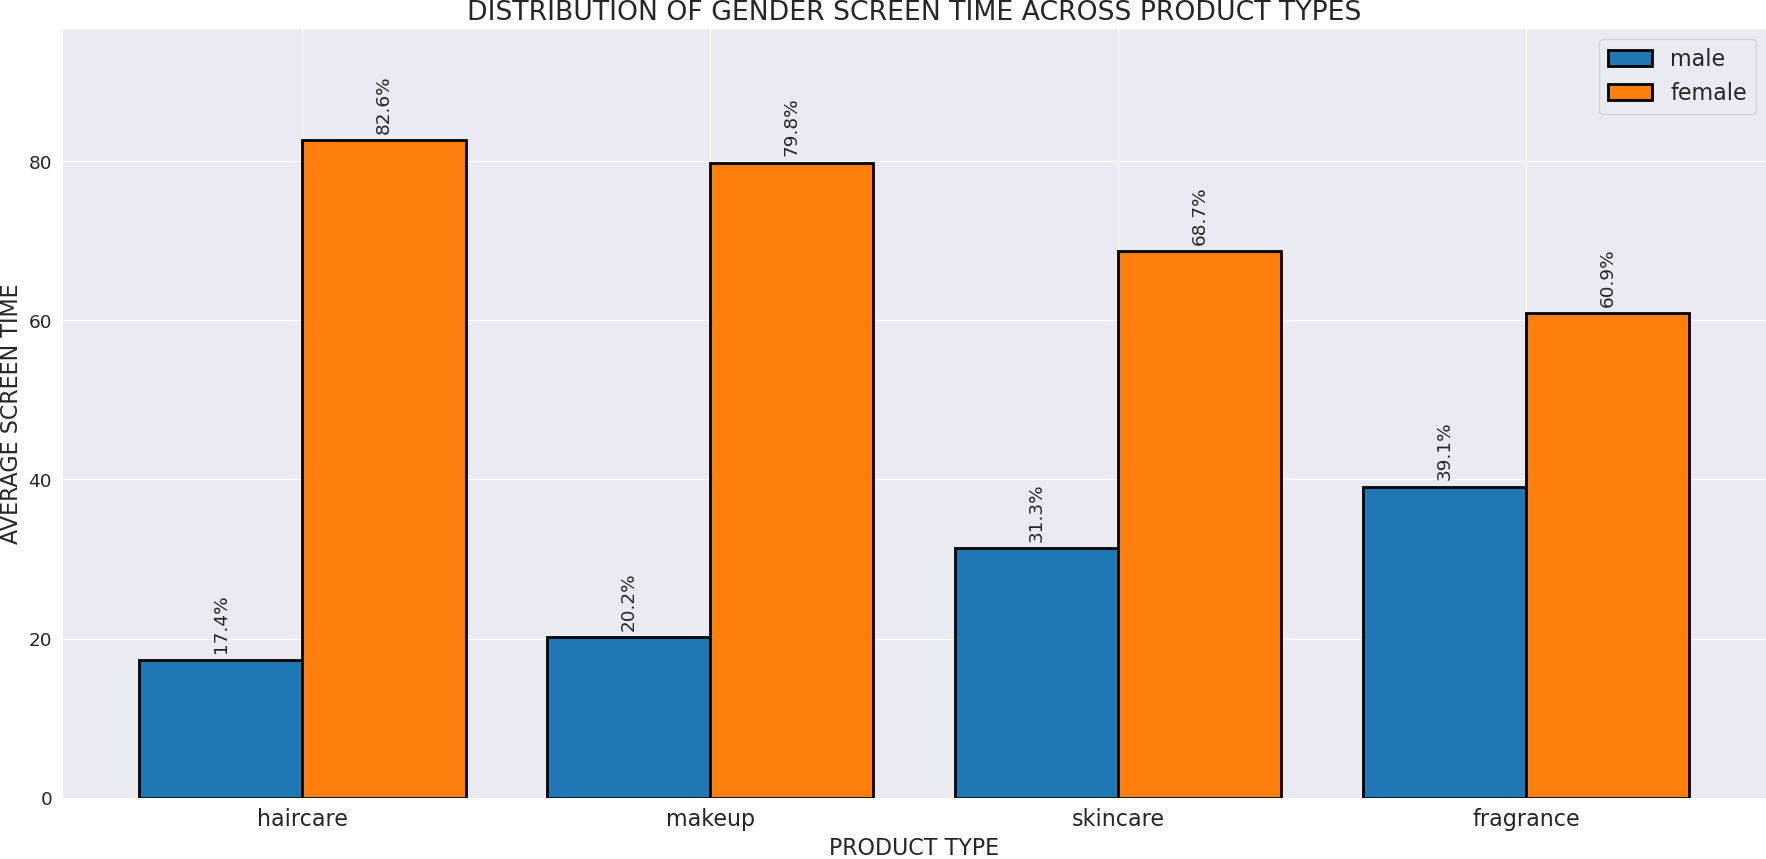 DISTRIBUTION OF GENDER SCREEN TIME ACROSS PRODUCT TYPES
male
female
AVERAGE SCREEN TIME
80
60
40
20
0
17.4%
82.6%
20.2%
79.8%
31.3%
68.7%
39.1%
60.9%
haircare
makeup
skincare
fragrance
PRODUCT TYPE